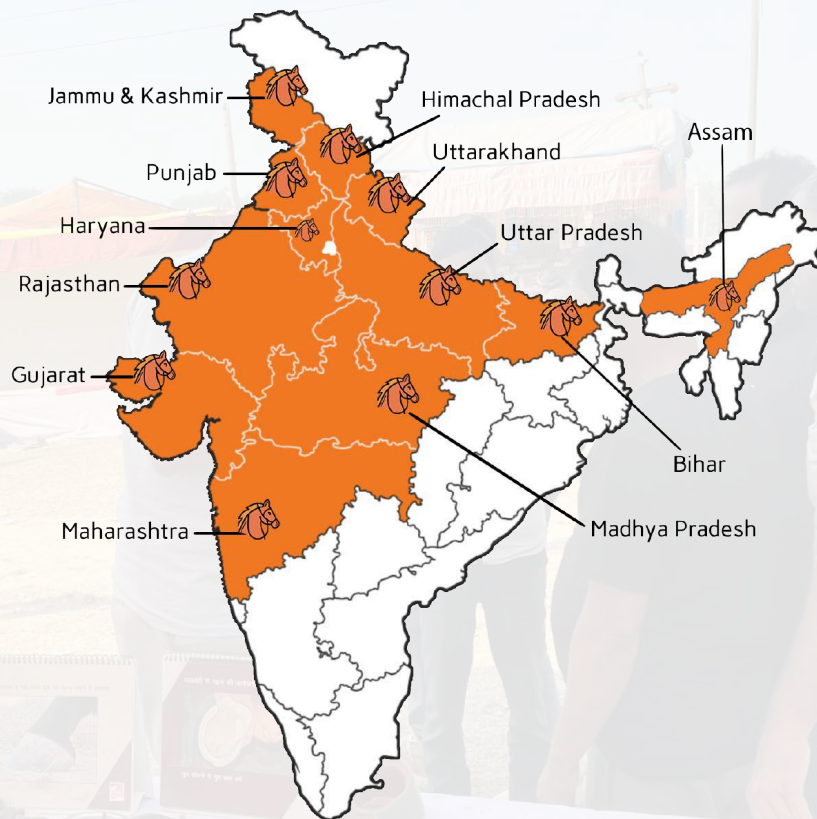 Jammu & Kashmir
Himachal Pradesh
Assam
Uttarakhand
Punjab
Haryana
Uttar Pradesh
Rajasthan
Gujarat
Bihar
Maharashtra
Madhya Pradesh